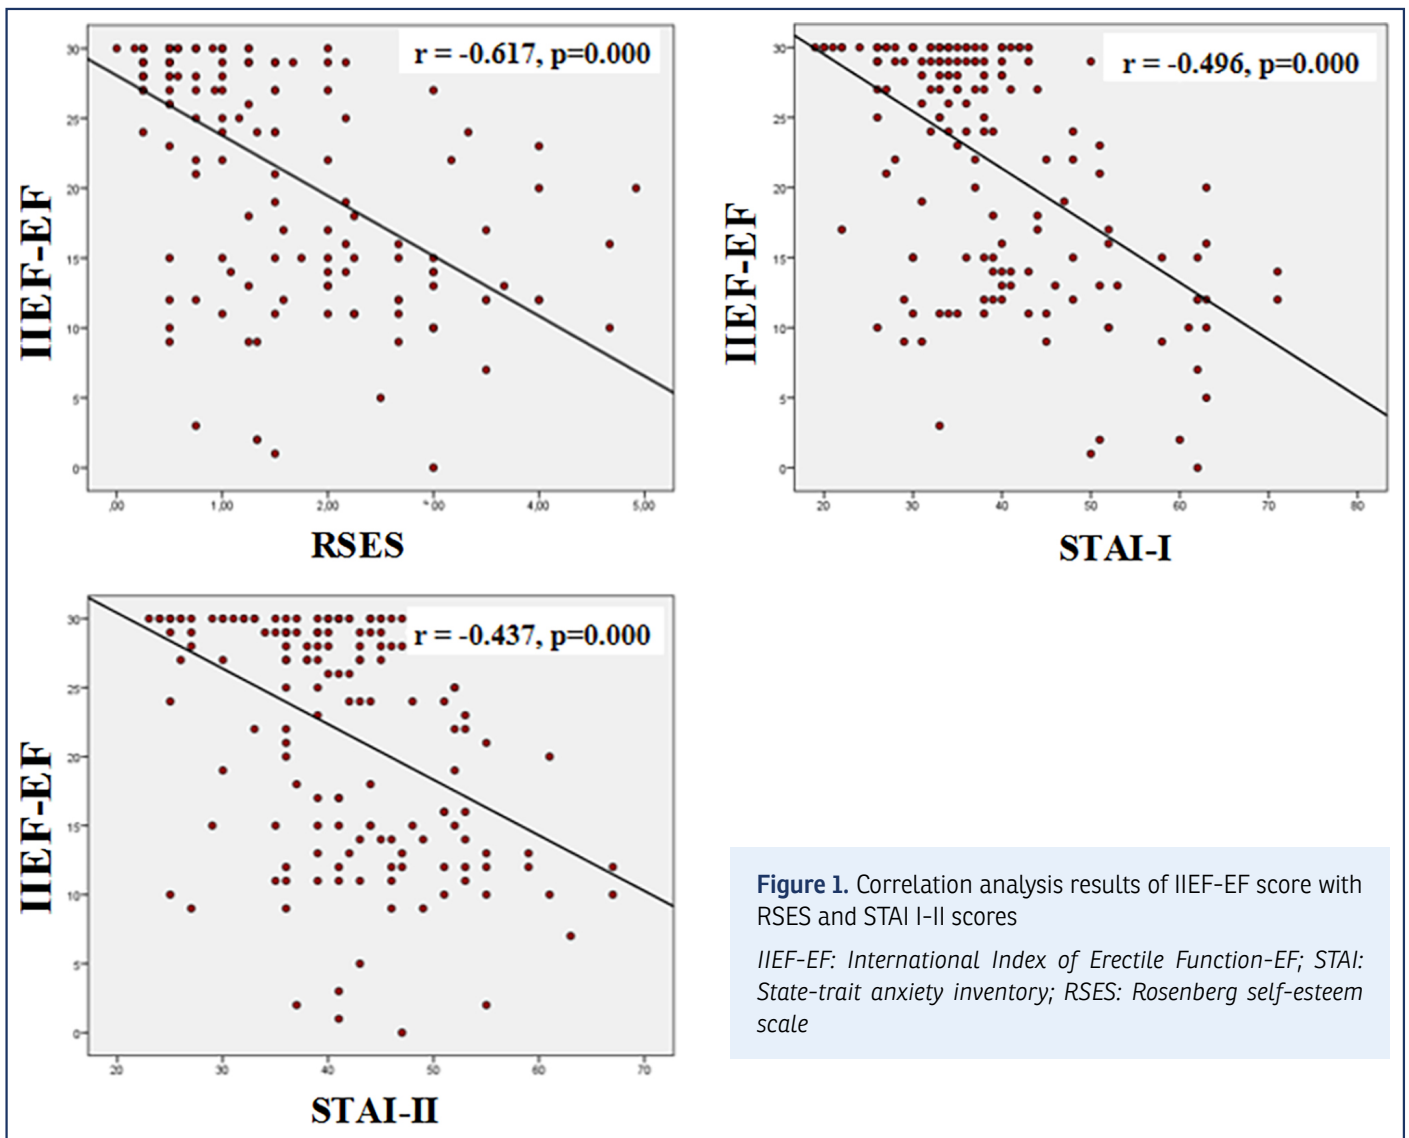 r = -0.617, p=0.000
IIEF-EF
30
25
20
15
10
5
0
,00 1,00 2,00 3,00 4,00 5,00
RSES
r = -0.496, p=0.000
IIEF-EF
30
25
20
15
10
5
0
20 30 40 50 60 70 80
STAI-I
r = -0.437, p=0.000
IIEF-EF
30
25
20
15
10
5
0
20 30 40 50 60 70
STAI-II
Figure 1. Correlation analysis results of IIEF-EF score with
RSES and STAI I-II scores
IIEF-EF: International Index of Erectile Function-EF; STAI:
State-trait anxiety inventory; RSES: Rosenberg self-esteem
scale